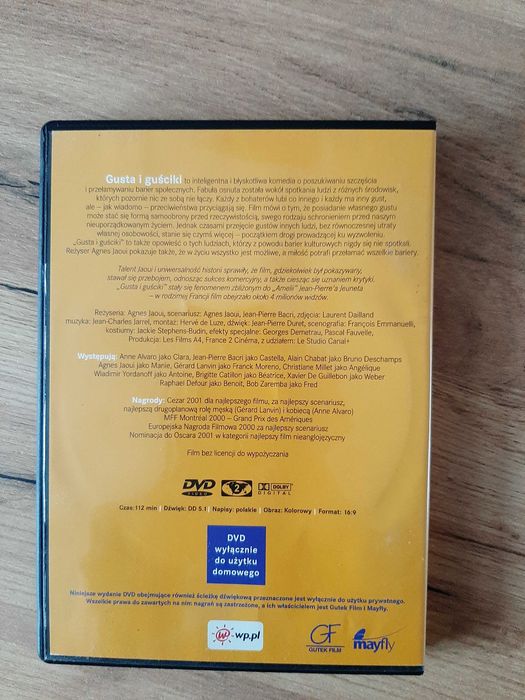 Gusta i guściki to inteligentna i błyskotliwa komedia o poszukiwaniu szczęścia
i przełamywaniu barier społecznych. Fabuła osnuta została wokół spotkania ludzi z różnych środowisk,
których pozornie nic ze sobą nie łączy. Każdy z bohaterów lubi co innego i każdy ma inny gust,
ale – jak wiadomo – przeciwieństwa przyciągają się. Film mówi o tym, że posiadanie własnego gustu
może stać się formą samoobrony przed rzeczywistością, swego rodzaju schronieniem przed naszym
nieuporządkowanym życiem. Jednak czasami przejęcie gustów innych ludzi, bez równoczesnej utraty
własnej osobowości, stanie się czymś więcej – początkiem drogi prowadzącej ku wyzwoleniu.
„Gusta i guściki” to także opowieść o tych ludziach, którzy z powodu barier kulturowych nigdy się nie spotkali.
Reżyser Agnes Jaoui pokazuje także, że w życiu wszystko jest możliwe, a miłość potrafi przełamać wszelkie bariery.
Talent Jaoui i uniwersalność historii sprawiły, że film, gdziekolwiek był pokazywany,
stawał się przebojem, odnosząc sukces komercyjny, a także ciesząc się uznaniem krytyki.
„Gusta i guściki” stały się fenomenem zbliżonym do „Amelii” Jean-Pierre'a Jeuneta
– w rodzimej Francji film obejrzało około 4 milionów widzów.
Reżyseria: Agnes Jaoui, scenariusz: Agnes Jaoui, Jean-Pierre Bacri, zdjęcia: Laurent Dailland
muzyka: Jean-Charles Jarrel, montaż: Hervé de Luze, dźwięk: Jean-Pierre Duret, scenografia: François Emmanuelli,
kostiumy: Jackie Stephens-Budin, efekty specjalne: Georges Demetrau, Pascal Fauvelle,
Produkcja: Les Films A4, France 2 Cinéma, z udziałem: Le Studio Canal+
Występują: Anne Alvaro jako Clara, Jean-Pierre Bacri jako Castella, Alain Chabat jako Bruno Deschamps
Agnes Jaoui jako Manie, Gérard Lanvin jako Franck Moreno, Christiane Millet jako Angélique
Wladimir Yordanoff jako Antoine, Brigitte Catillon jako Béatrice, Xavier De Guillebon jako Weber
Raphael Defour jako Benoit, Bob Zaremba jako Fred
Nagrody: Cezar 2001 dla najlepszego filmu, za najlepszy scenariusz,
najlepszą drugoplanową rolę męską (Gérard Lanvin) i kobiecą (Anne Alvaro)
MFF Montréal 2000 – Grand Prix des Amériques
Europejska Nagroda Filmowa 2000 za najlepszy scenariusz
Nominacja do Oscara 2001 w kategorii najlepszy film nieanglojęzyczny
Film bez licencji do wypożyczania
DVD VIDEO 2 DOLBY DIGITAL
Czas: 112 min | Dźwięk: DD 5.1 | Napisy: polskie | Obraz: Kolorowy | Format: 16:9
DVD
wyłącznie
do użytku
domowego
Niniejsze wydanie DVD obejmujące również ścieżkę dźwiękową przeznaczone jest wyłącznie do użytku prywatnego.
Wszelkie prawa do zawartych na nim nagrań są zastrzeżone, a ich właścicielem jest Gutek Film i Mayfly.
w wp.pl
GF
GUTEK FILM
mayfly